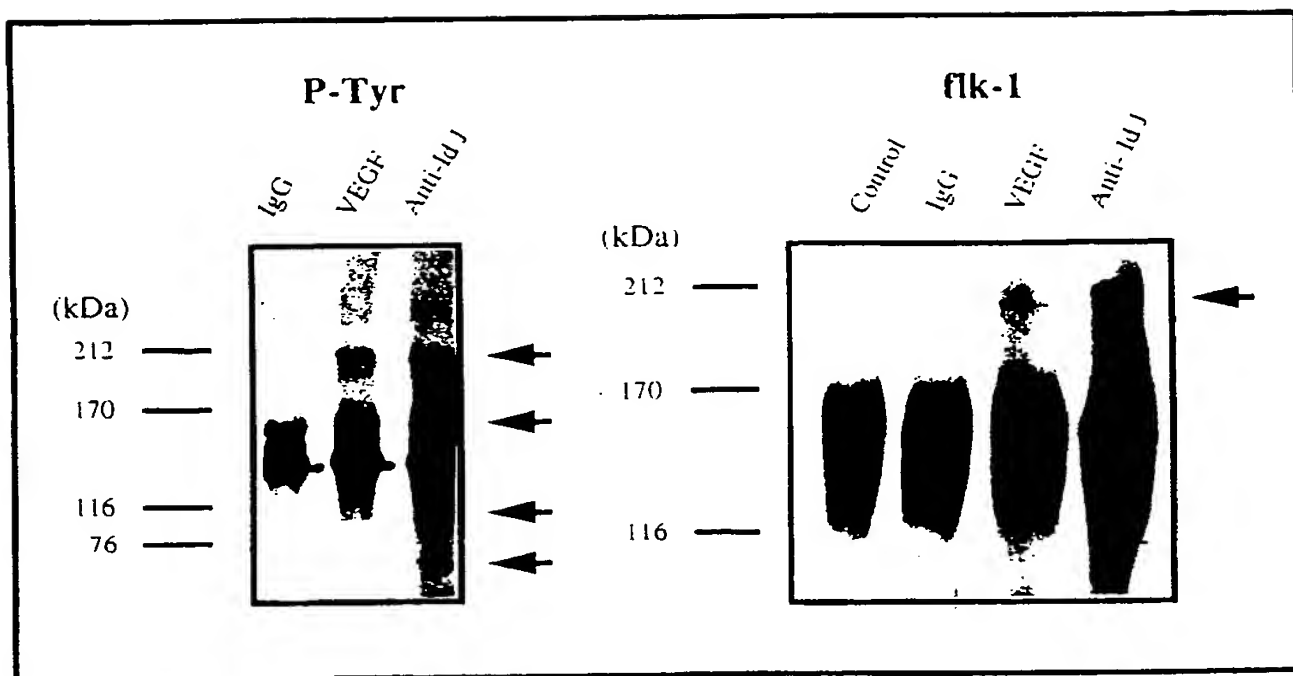 P-Tyr
IgG
VEGF
Anti-Id J
(kDa)
212
170
116
76
flk-1
Control
IgG
VEGF
Anti-Id J
(kDa)
212
170
116